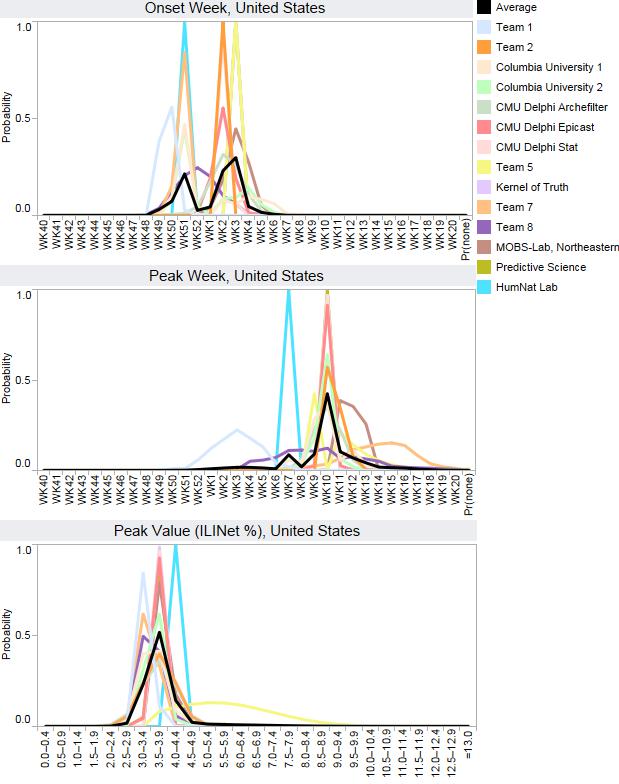 Onset Week, United States
1.0
0.5
0.0
Probability
WK40 WK41 WK42 WK43 WK44 WK45 WK46 WK47 WK48 WK49 WK50 WK51 WK52 WK1 WK2 WK3 WK4 WK5 WK6 WK7 WK8 WK9 WK10 WK11 WK12 WK13 WK14 WK15 WK16 WK17 WK18 WK19 WK20 Pr(none)
Average
Team 1
Team 2
Columbia University 1
Columbia University 2
CMU Delphi Archefilter
CMU Delphi Epicast
CMU Delphi Stat
Team 5
Kernel of Truth
Team 7
Team 8
MOBS-Lab, Northeastern
Predictive Science
HumNat Lab
Peak Week, United States
1.0
0.5
0.0
Probability
WK40 WK41 WK42 WK43 WK44 WK45 WK46 WK47 WK48 WK49 WK50 WK51 WK52 WK1 WK2 WK3 WK4 WK5 WK6 WK7 WK8 WK9 WK10 WK11 WK12 WK13 WK14 WK15 WK16 WK17 WK18 WK19 WK20 Pr(none)
Peak Value (ILINet %), United States
1.0
0.5
0.0
Probability
0.0–0.4 0.5–0.9 1.0–1.4 1.5–1.9 2.0–2.4 2.5–2.9 3.0–3.4 3.5–3.9 4.0–4.4 4.5–4.9 5.0–5.4 5.5–5.9 6.0–6.4 6.5–6.9 7.0–7.4 7.5–7.9 8.0–8.4 8.5–8.9 9.0–9.4 9.5–9.9 10.0–10.4 10.5–10.9 11.0–11.4 11.5–11.9 12.0–12.4 12.5–12.9 =13.0